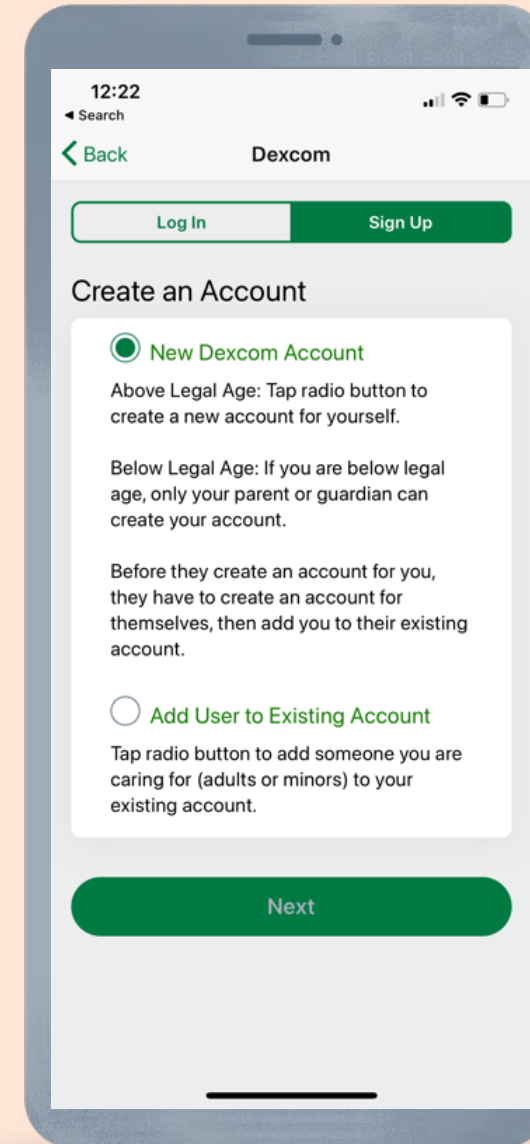 12:22
◀ Search
Back
Dexcom
Log In
Sign Up
Create an Account
New Dexcom Account
Above Legal Age: Tap radio button to
create a new account for yourself.
Below Legal Age: If you are below legal
age, only your parent or guardian can
create your account.
Before they create an account for you,
they have to create an account for
themselves, then add you to their existing
account.
Add User to Existing Account
Tap radio button to add someone you are
caring for (adults or minors) to your
existing account.
Next